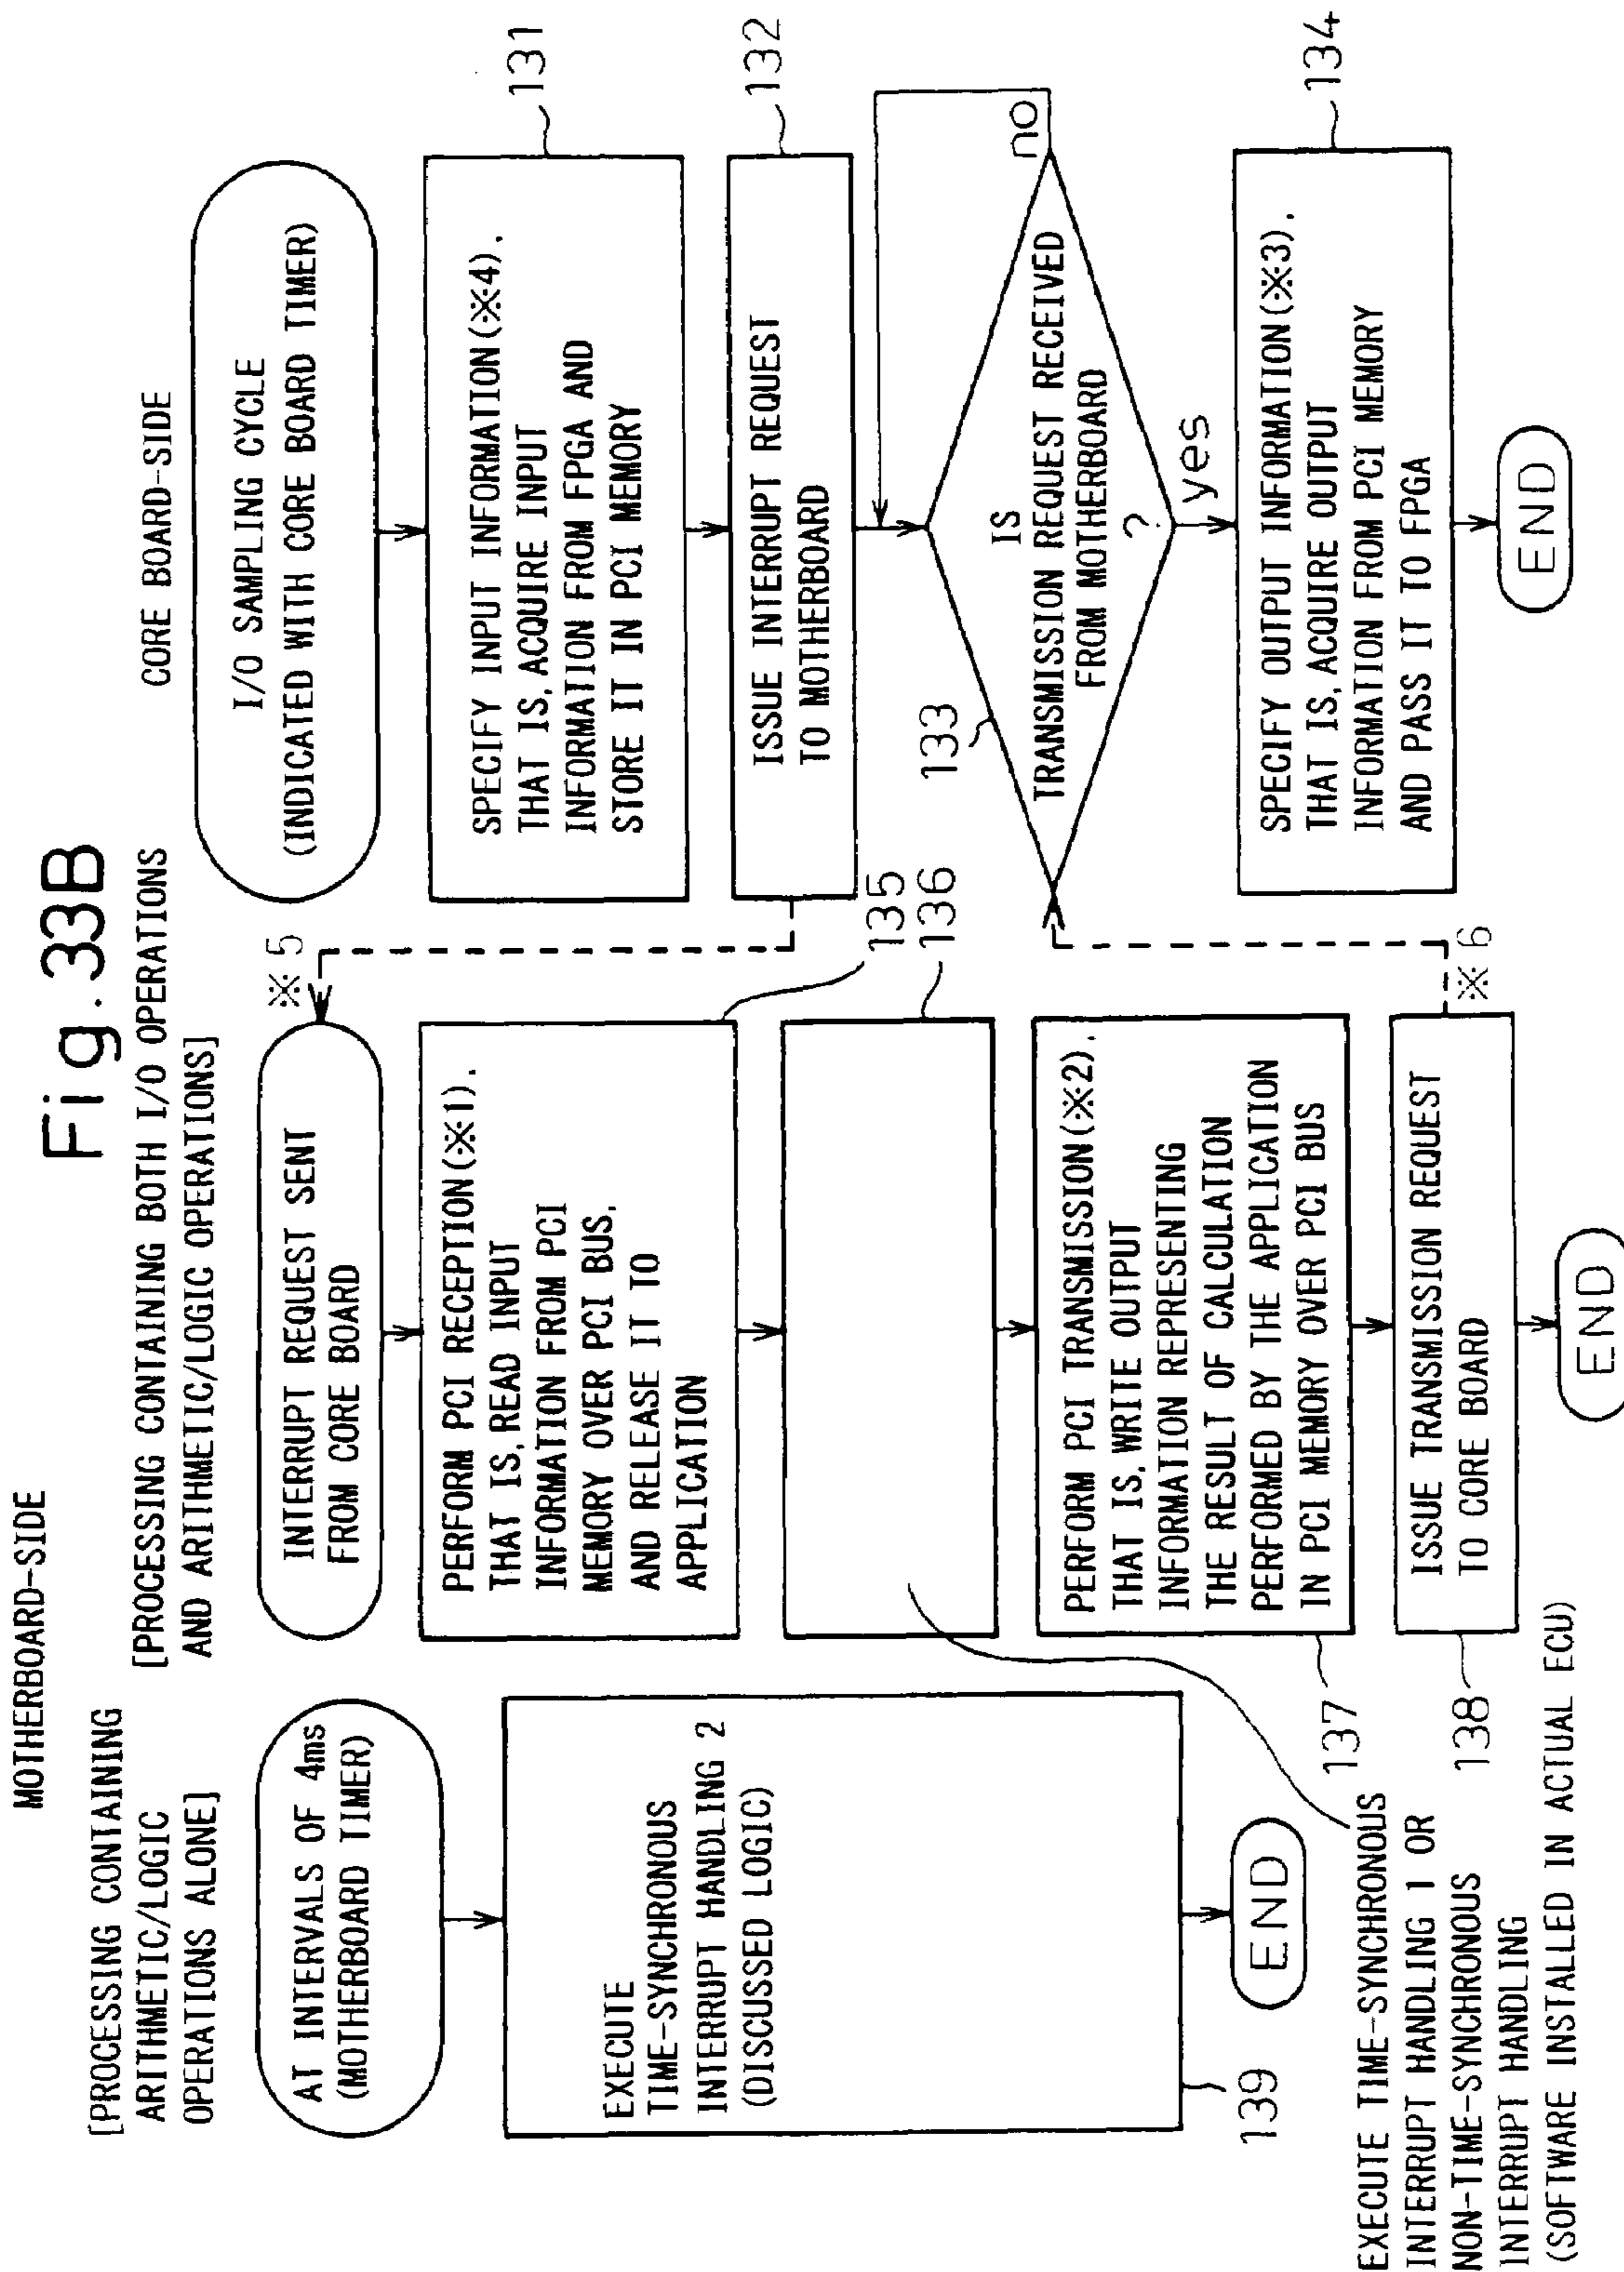 Fig. 33B
MOTHERBOARD-SIDE
[PROCESSING CONTAINING
ARITHMETIC/LOGIC
OPERATIONS ALONE]
AT INTERVALS OF 4ms
(MOTHERBOARD TIMER)
EXECUTE
TIME-SYNCHRONOUS
INTERRUPT HANDLING 2
(DISCUSSED LOGIC)
139
END
[PROCESSING CONTAINING BOTH I/O OPERATIONS
AND ARITHMETIC/LOGIC OPERATIONS]
INTERRUPT REQUEST SENT
FROM CORE BOARD
※5
PERFORM PCI RECEPTION(※1),
THAT IS, READ INPUT
INFORMATION FROM PCI
MEMORY OVER PCI BUS,
AND RELEASE IT TO
APPLICATION
135
136
EXECUTE TIME-SYNCHRONOUS
INTERRUPT HANDLING 1 OR
NON-TIME-SYNCHRONOUS
INTERRUPT HANDLING
(SOFTWARE INSTALLED IN ACTUAL ECU)
PERFORM PCI TRANSMISSION(※2),
THAT IS, WRITE OUTPUT
INFORMATION REPRESENTING
THE RESULT OF CALCULATION
PERFORMED BY THE APPLICATION
IN PCI MEMORY OVER PCI BUS
137
ISSUE TRANSMISSION REQUEST
TO CORE BOARD
138
※6
END
CORE BOARD-SIDE
I/O SAMPLING CYCLE
(INDICATED WITH CORE BOARD TIMER)
SPECIFY INPUT INFORMATION(※4),
THAT IS, ACQUIRE INPUT
INFORMATION FROM FPGA AND
STORE IT IN PCI MEMORY
131
ISSUE INTERRUPT REQUEST
TO MOTHERBOARD
132
133
IS
TRANSMISSION REQUEST RECEIVED
FROM MOTHERBOARD
?
no
yes
SPECIFY OUTPUT INFORMATION(※3),
THAT IS, ACQUIRE OUTPUT
INFORMATION FROM PCI MEMORY
AND PASS IT TO FPGA
134
END